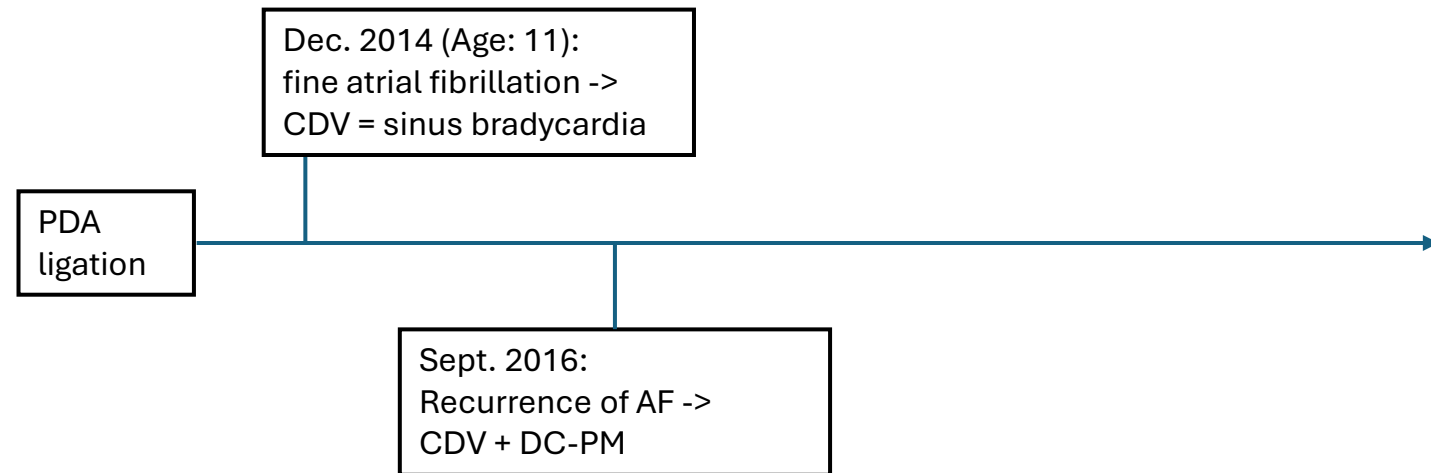 Dec. 2014 (Age: 11):
fine atrial fibrillation ->
CDV = sinus bradycardia
PDA
ligation
Sept. 2016:
Recurrence of AF ->
CDV + DC-PM